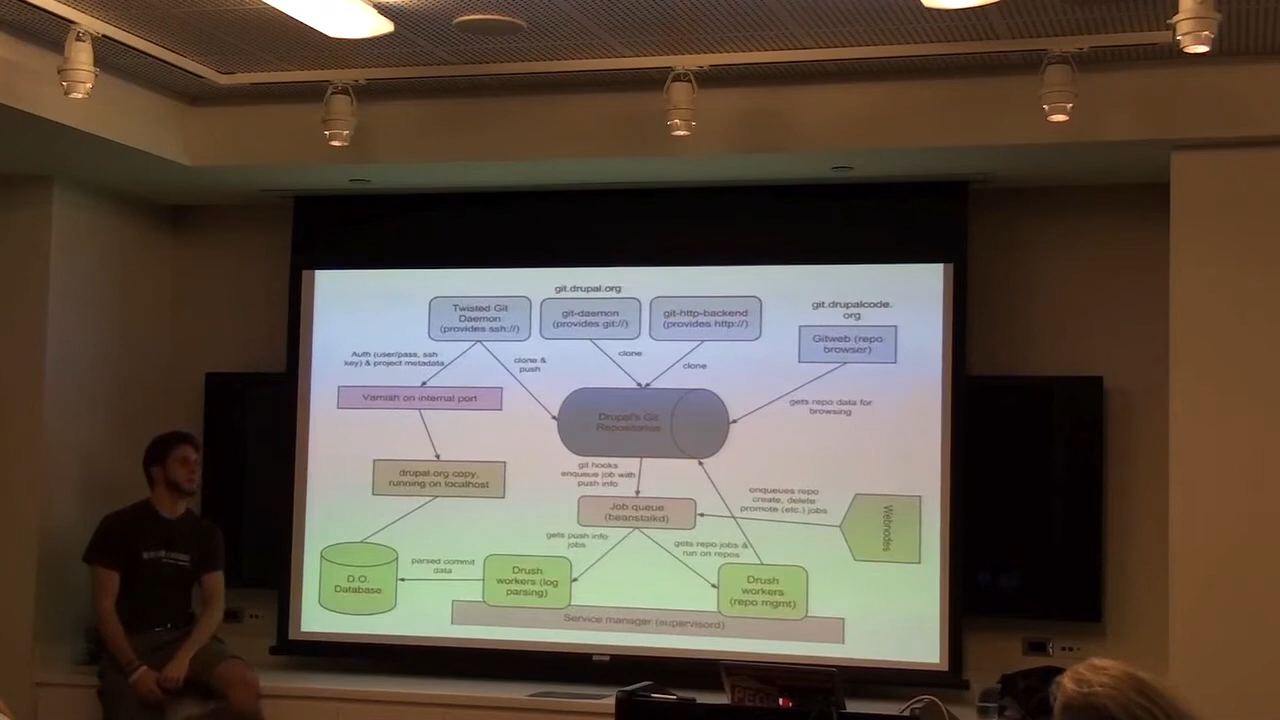 git.drupal.org
Twisted Git
Daemon
(provides ssh://)
git-daemon
(provides git://)
git-http-backend
(provides http://)
git.drupalcode.
org
Gitweb (repo
browser)
Auth (user/pass, ssh
key) & project metadata
clone &
push
clone
clone
gets repo data for
browsing
Varnish on internal port
Drupal's Git
Repositories
drupal.org copy,
running on localhost
git hooks
enqueue job with
push info
enqueues repo
create, delete
promote (etc.) jobs
Webnodes
Job queue
(beanstalkd)
gets push info
jobs
gets repo jobs &
run on repos
D.O.
Database
parsed commit
data
Drush
workers (log
parsing)
Drush
workers
(repo mgmt)
Service manager (supervisord)